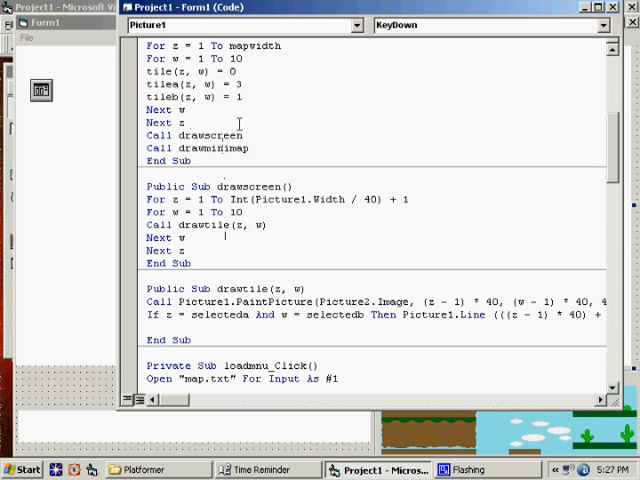 Project1 - Microsoft Vi
Project1 - Form1 (Code)
Form1
Picture1
KeyDown
File
For z = 1 To mapwidth
For w = 1 To 10
tile(z, w) = 0
tilea(z, w) = 3
tileb(z, w) = 1
Next w
Next z
Call drawscreen
Call drawminimap
End Sub
Public Sub drawscreen()
For z = 1 To Int(Picture1.Width / 40) + 1
For w = 1 To 10
Call drawtile(z, w)
Next w
Next z
End Sub
Public Sub drawtile(z, w)
Call Picture1.PaintPicture(Picture2.Image, (z - 1) * 40, (w - 1) * 40, 4
If z = selecteda And w = selectedb Then Picture1.Line (((z - 1) * 40) +
End Sub
Private Sub loadmnu_Click()
Open "map.txt" For Input As #1
Start
Platformer
Time Reminder
Project1 - Micros...
Flashing
5:27 PM